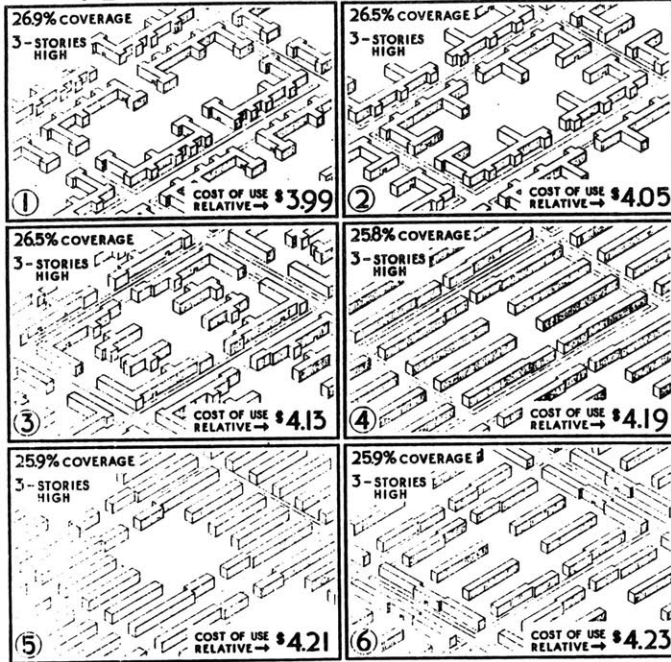 26.9% COVERAGE
3-STORIES
HIGH
① COST OF USE
RELATIVE → $3.99
26.5% COVERAGE
3-STORIES
HIGH
② COST OF USE
RELATIVE → $4.05
26.5% COVERAGE
3-STORIES
HIGH
③ COST OF USE
RELATIVE → $4.13
25.8% COVERAGE
3-STORIES
HIGH
④ COST OF USE
RELATIVE → $4.19
25.9% COVERAGE
3-STORIES
HIGH
⑤ COST OF USE
RELATIVE → $4.21
25.9% COVERAGE
3-STORIES
HIGH
⑥ COST OF USE
RELATIVE → $4.23